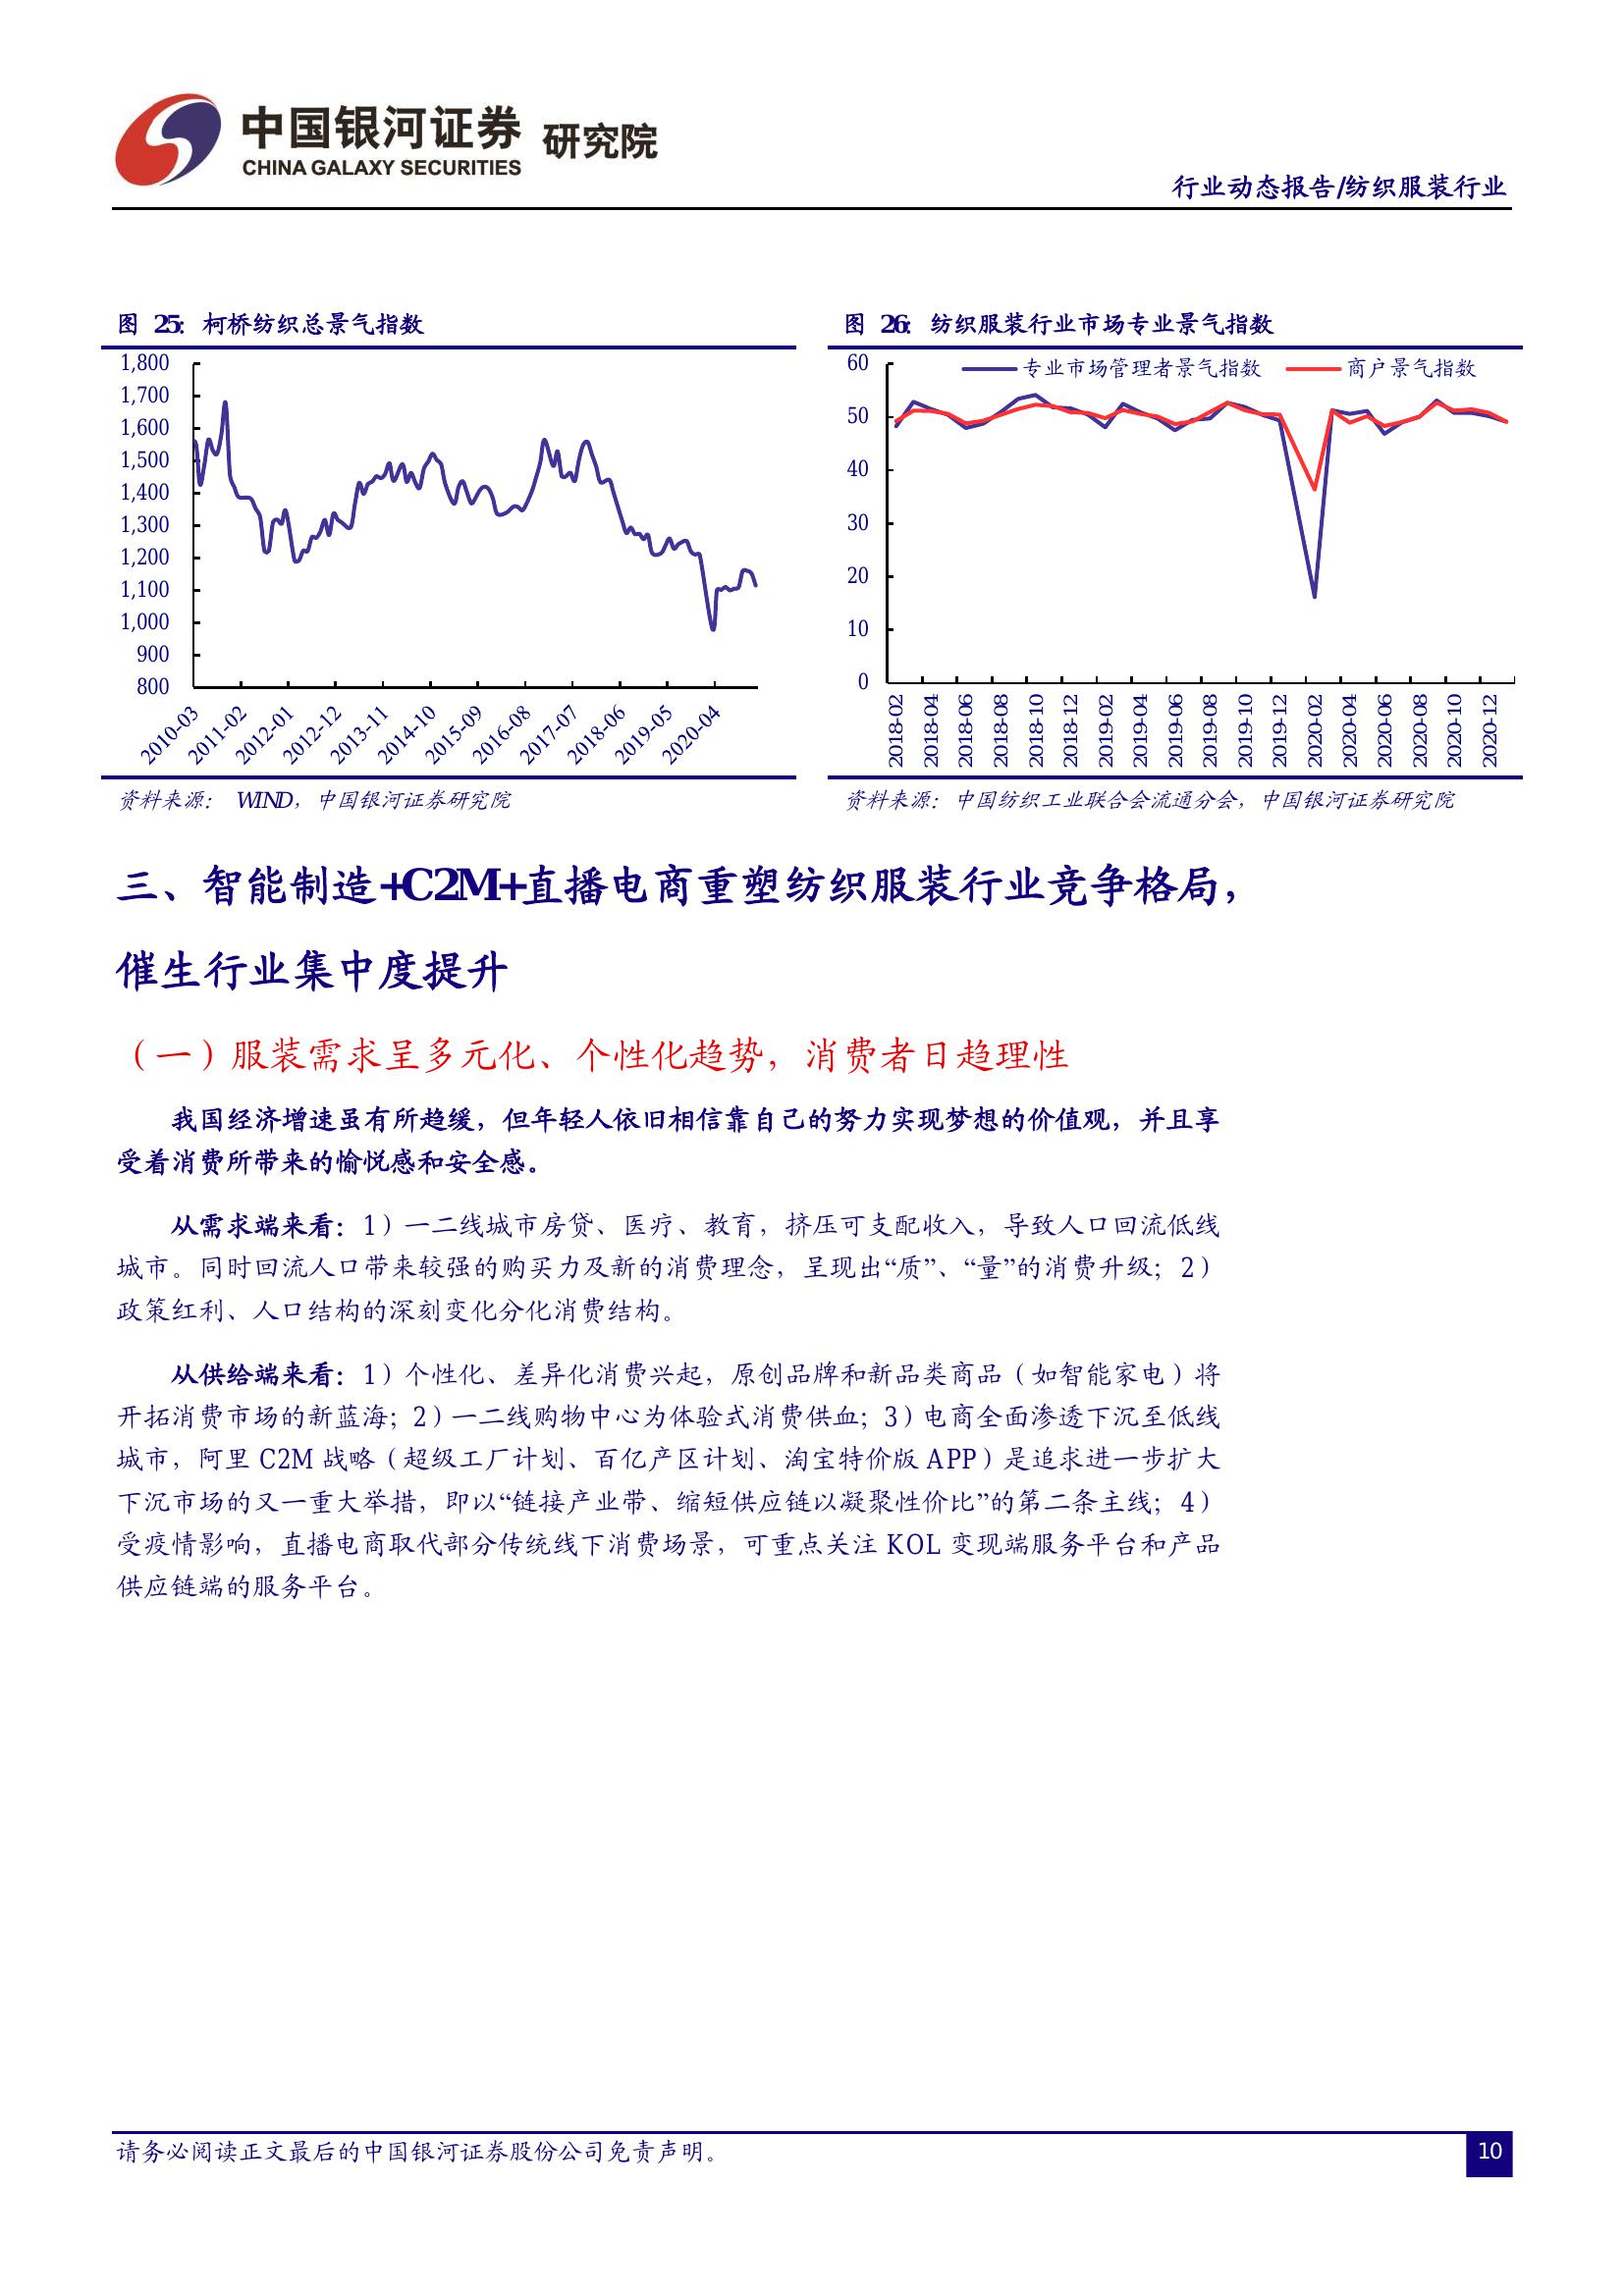 中国银河证券 研究院
CHINA GALAXY SECURITIES
行业动态报告/纺织服装行业
图 25: 柯桥纺织总景气指数
1,800
1,700
1,600
1,500
1,400
1,300
1,200
1,100
1,000
900
800
2010-03
2011-02
2012-01
2012-12
2013-11
2014-10
2015-09
2016-08
2017-07
2018-06
2019-05
2020-04
资料来源: WIND，中国银河证券研究院
图 26: 纺织服装行业市场专业景气指数
专业市场管理者景气指数
商户景气指数
60
50
40
30
20
10
0
2018-02
2018-04
2018-06
2018-08
2018-10
2018-12
2019-02
2019-04
2019-06
2019-08
2019-10
2019-12
2020-02
2020-04
2020-06
2020-08
2020-10
2020-12
资料来源: 中国纺织工业联合会流通分会，中国银河证券研究院
三、智能制造+C2M+直播电商重塑纺织服装行业竞争格局，
催生行业集中度提升
（一）服装需求呈多元化、个性化趋势，消费者日趋理性
我国经济增速虽有所趋缓，但年轻人依旧相信靠自己的努力实现梦想的价值观，并且享
受着消费所带来的愉悦感和安全感。
从需求端来看：1）一二线城市房贷、医疗、教育，挤压可支配收入，导致人口回流低线
城市。同时回流人口带来较强的购买力及新的消费理念，呈现出“质”、“量”的消费升级；2）
政策红利、人口结构的深刻变化分化消费结构。
从供给端来看：1）个性化、差异化消费兴起，原创品牌和新品类商品（如智能家电）将
开拓消费市场的新蓝海；2）一二线购物中心为体验式消费供血；3）电商全面渗透下沉至低线
城市，阿里 C2M 战略（超级工厂计划、百亿产区计划、淘宝特价版 APP）是追求进一步扩大
下沉市场的又一重大举措，即以“链接产业带、缩短供应链以凝聚性价比”的第二条主线；4）
受疫情影响，直播电商取代部分传统线下消费场景，可重点关注 KOL 变现端服务平台和产品
供应链端的服务平台。
请务必阅读正文最后的中国银河证券股份公司免责声明。
10